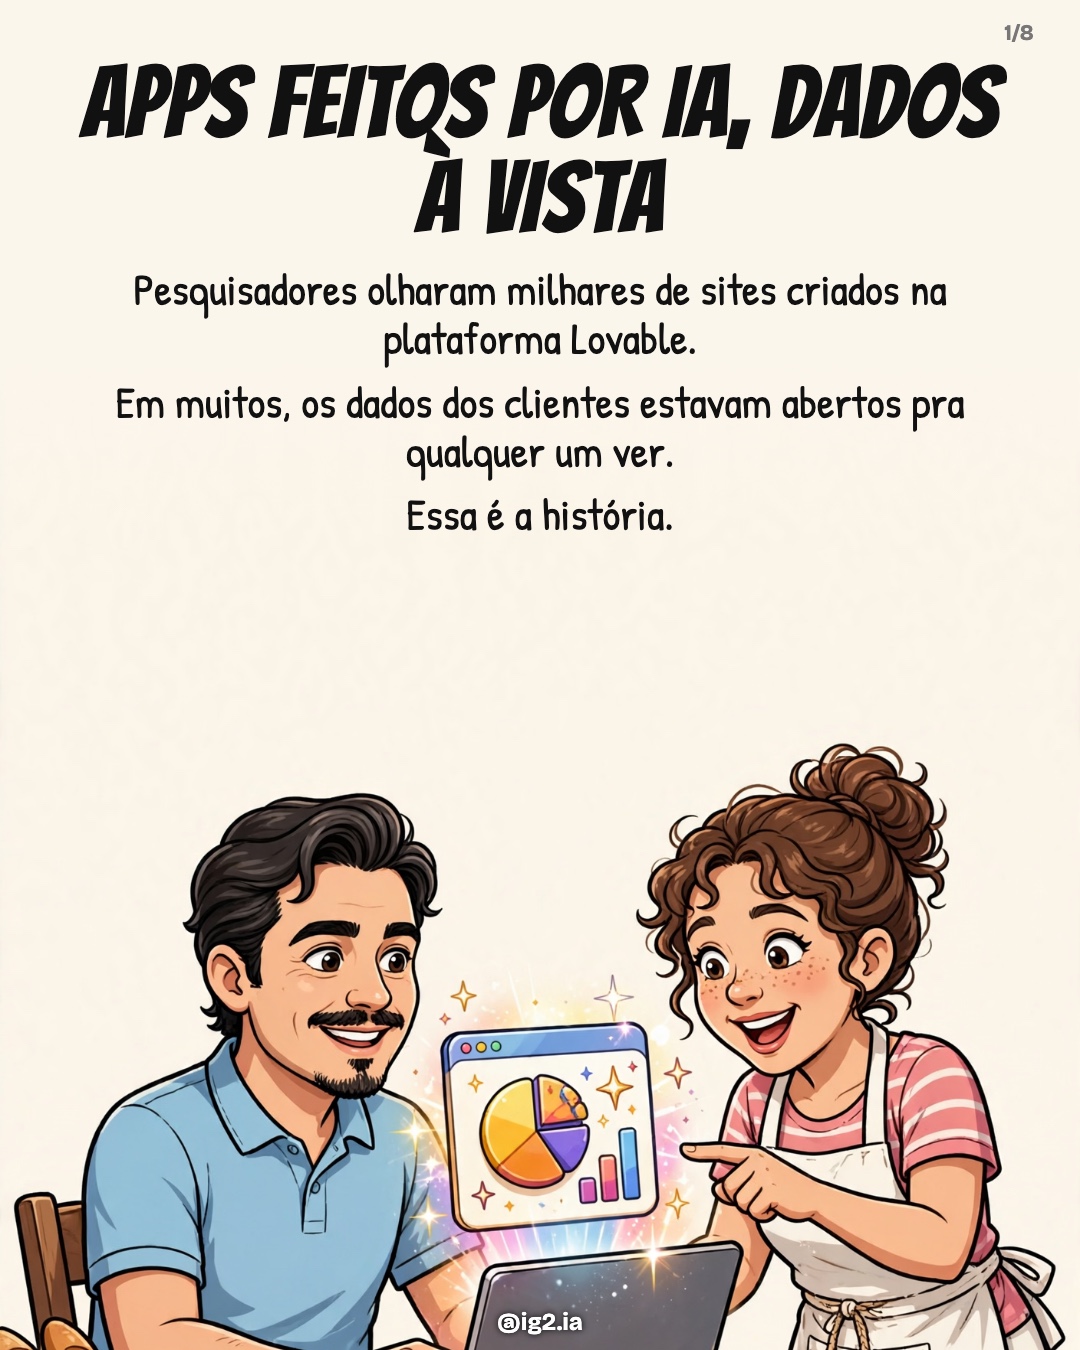 1/8
APPS FEITOS POR IA, DADOS
À VISTA
Pesquisadores olharam milhares de sites criados na
plataforma Lovable.
Em muitos, os dados dos clientes estavam abertos pra
qualquer um ver.
Essa é a história.
@ig2.ia